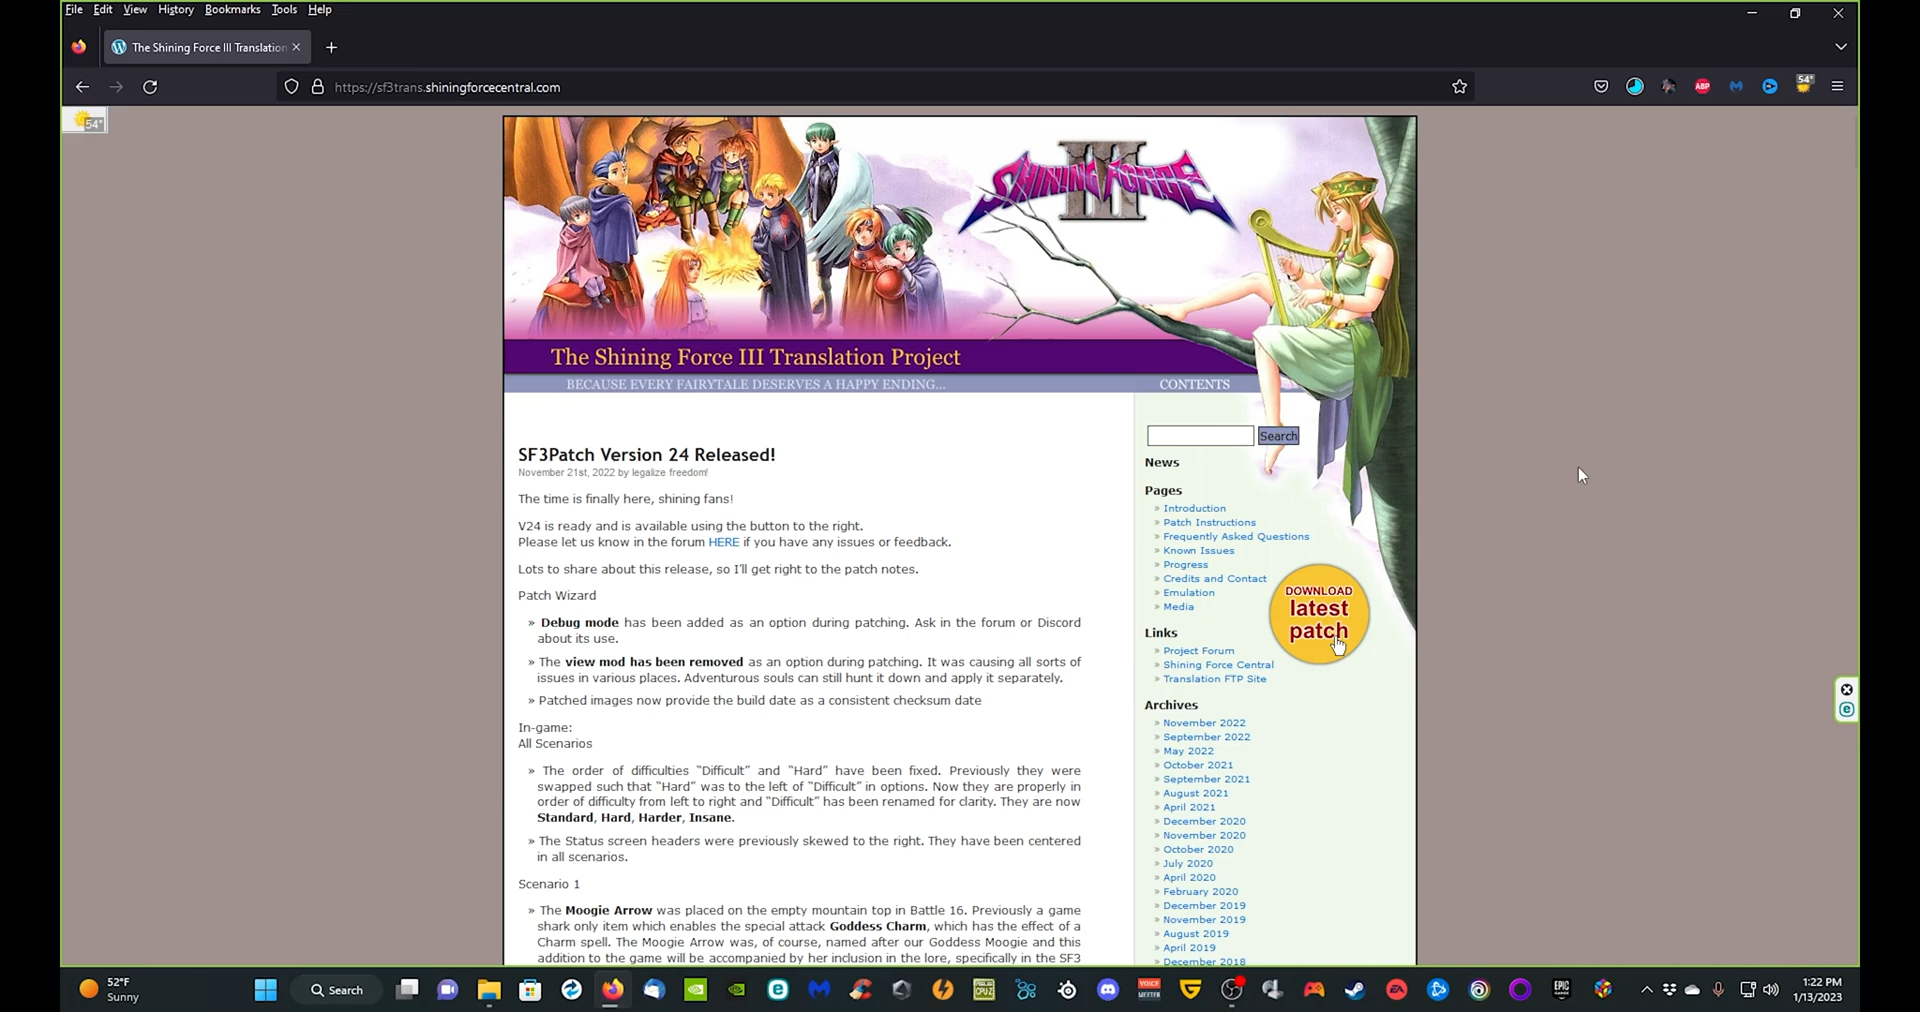 File Edit View History Bookmarks Tools Help
The Shining Force III Translation
https://sf3trans.shiningforcecentral.com
ABP
54°
54°
SHINING FORCE
III
The Shining Force III Translation Project
BECAUSE EVERY FAIRYTALE DESERVES A HAPPY ENDING...
CONTENTS
SF3Patch Version 24 Released!
November 21st, 2022 by legalize freedom!
The time is finally here, shining fans!
V24 is ready and is available using the button to the right.
Please let us know in the forum HERE if you have any issues or feedback.
Lots to share about this release, so I'll get right to the patch notes.
Patch Wizard
» Debug mode has been added as an option during patching. Ask in the forum or Discord
about its use.
» The view mod has been removed as an option during patching. It was causing all sorts of
issues in various places. Adventurous souls can still hunt it down and apply it separately.
» Patched images now provide the build date as a consistent checksum date
In-game:
All Scenarios
» The order of difficulties “Difficult” and “Hard” have been fixed. Previously they were
swapped such that “Hard” was to the left of “Difficult” in options. Now they are properly in
order of difficulty from left to right and “Difficult” has been renamed for clarity. They are now
Standard, Hard, Harder, Insane.
» The Status screen headers were previously skewed to the right. They have been centered
in all scenarios.
Scenario 1
» The Moogie Arrow was placed on the empty mountain top in Battle 16. Previously a game
shark only item which enables the special attack Goddess Charm, which has the effect of a
Charm spell. The Moogie Arrow was, of course, named after our Goddess Moogie and this
addition to the game will be accompanied by her inclusion in the lore, specifically in the SF3
Search
News
Pages
» Introduction
» Patch Instructions
» Frequently Asked Questions
» Known Issues
» Progress
» Credits and Contact
» Emulation
» Media
DOWNLOAD
latest
patch
Links
» Project Forum
» Shining Force Central
» Translation FTP Site
Archives
» November 2022
» September 2022
» May 2022
» October 2021
» September 2021
» August 2021
» April 2021
» December 2020
» November 2020
» October 2020
» July 2020
» April 2020
» February 2020
» December 2019
» November 2019
» August 2019
» April 2019
» December 2018
52°F
Sunny
Search
VOICE
MEETER
EA
EPIC
1:22 PM
1/13/2023